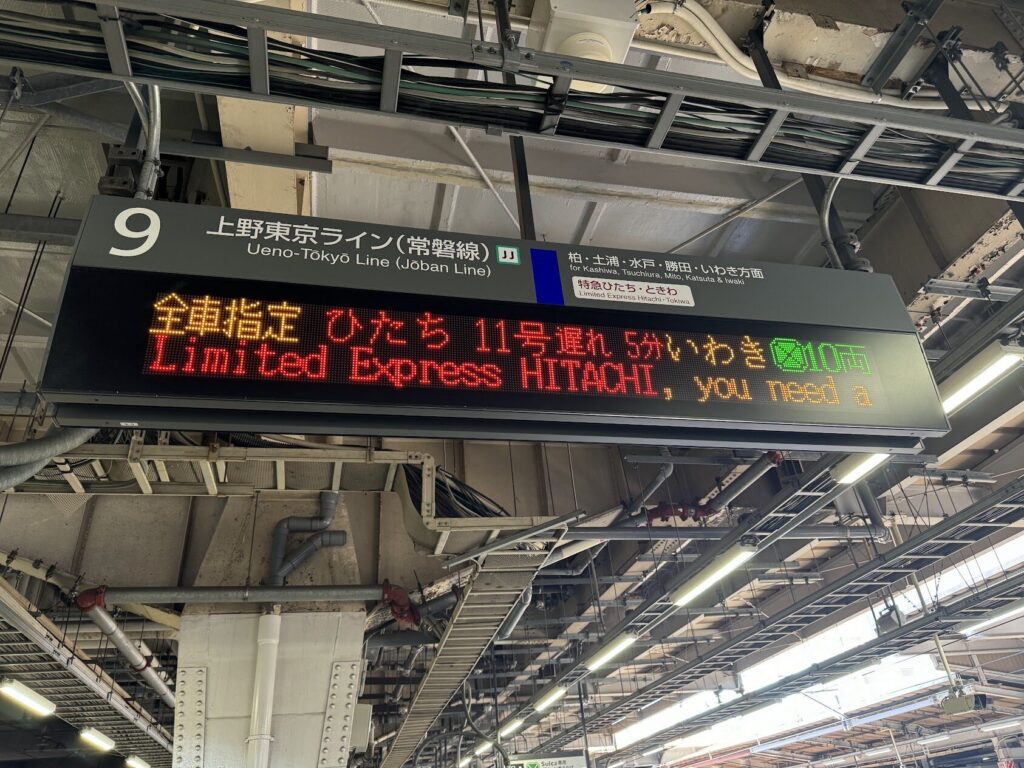 9
上野東京ライン(常磐線) JJ
Ueno-Tōkyō Line (Jōban Line)
柏・土浦・水戸・勝田・いわき方面
for Kashiwa, Tsuchiura, Mito, Katsuta & Iwaki
特急ひたち・ときわ
Limited Express Hitachi・Tokiwa
全車指定 ひたち 11号遅れ 5分いわき 10両
Limited Express HITACHI, you need a
Suica